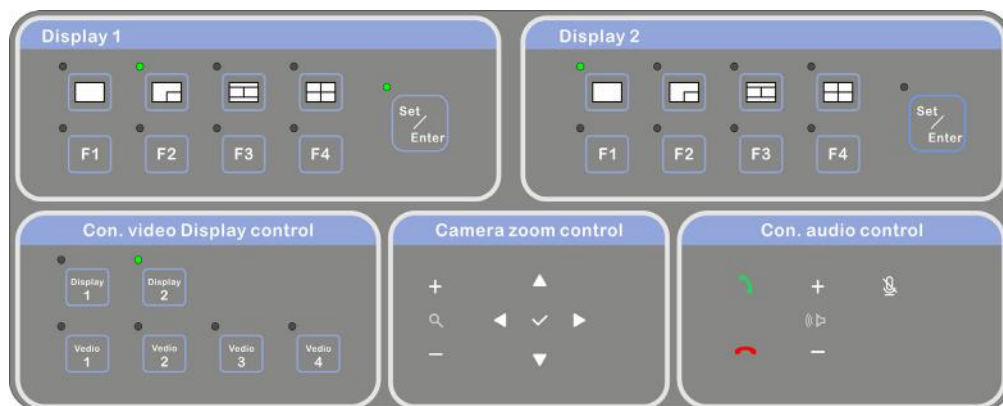 Display 1
Display 2
Set
/
Enter
Set
/
Enter
F1 F2 F3 F4
F1 F2 F3 F4
Con. video Display control
Camera zoom control
Con. audio control
Display
1
Display
2
+
+
−
−
Vedio
1
Vedio
2
Vedio
3
Vedio
4